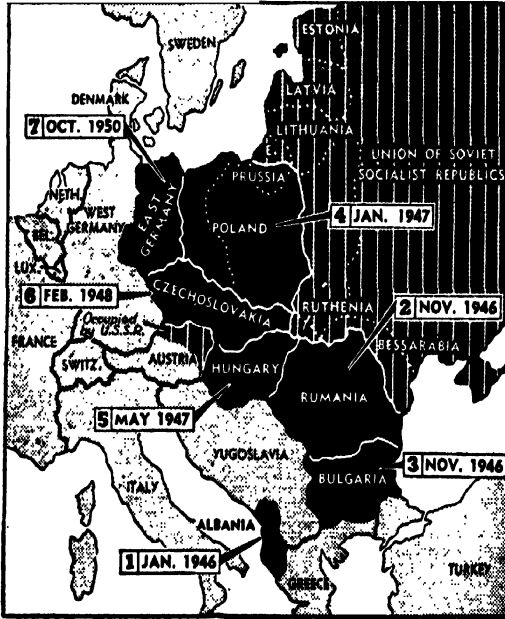 ESTONIA
SWEDEN
LATVIA
DENMARK
LITHUANIA
7 OCT. 1950
E.
PRUSSIA
UNION OF SOVIET
SOCIALIST REPUBLICS
NETH.
WEST
GERMANY
EAST
GERMANY
POLAND
4 JAN. 1947
BEL.
LUX.
6 FEB. 1948
CZECHOSLOVAKIA
RUTHENIA
2 NOV. 1946
Occupied
by U.S.S.R.
FRANCE
BESSARABIA
SWITZ.
AUSTRIA
HUNGARY
RUMANIA
5 MAY 1947
YUGOSLAVIA
3 NOV. 1946
BULGARIA
ITALY
ALBANIA
1 JAN. 1946
GREECE
TURKEY